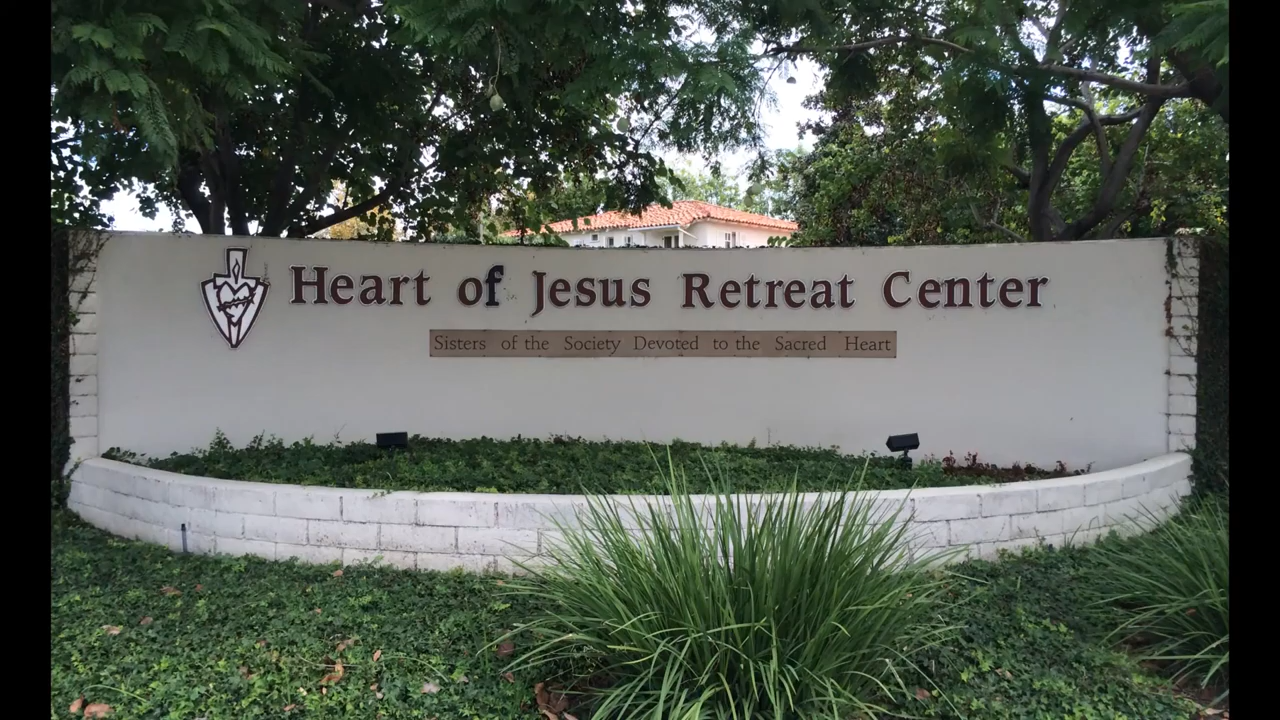 Heart of Jesus Retreat Center
Sisters of the Society Devoted to the Sacred Heart